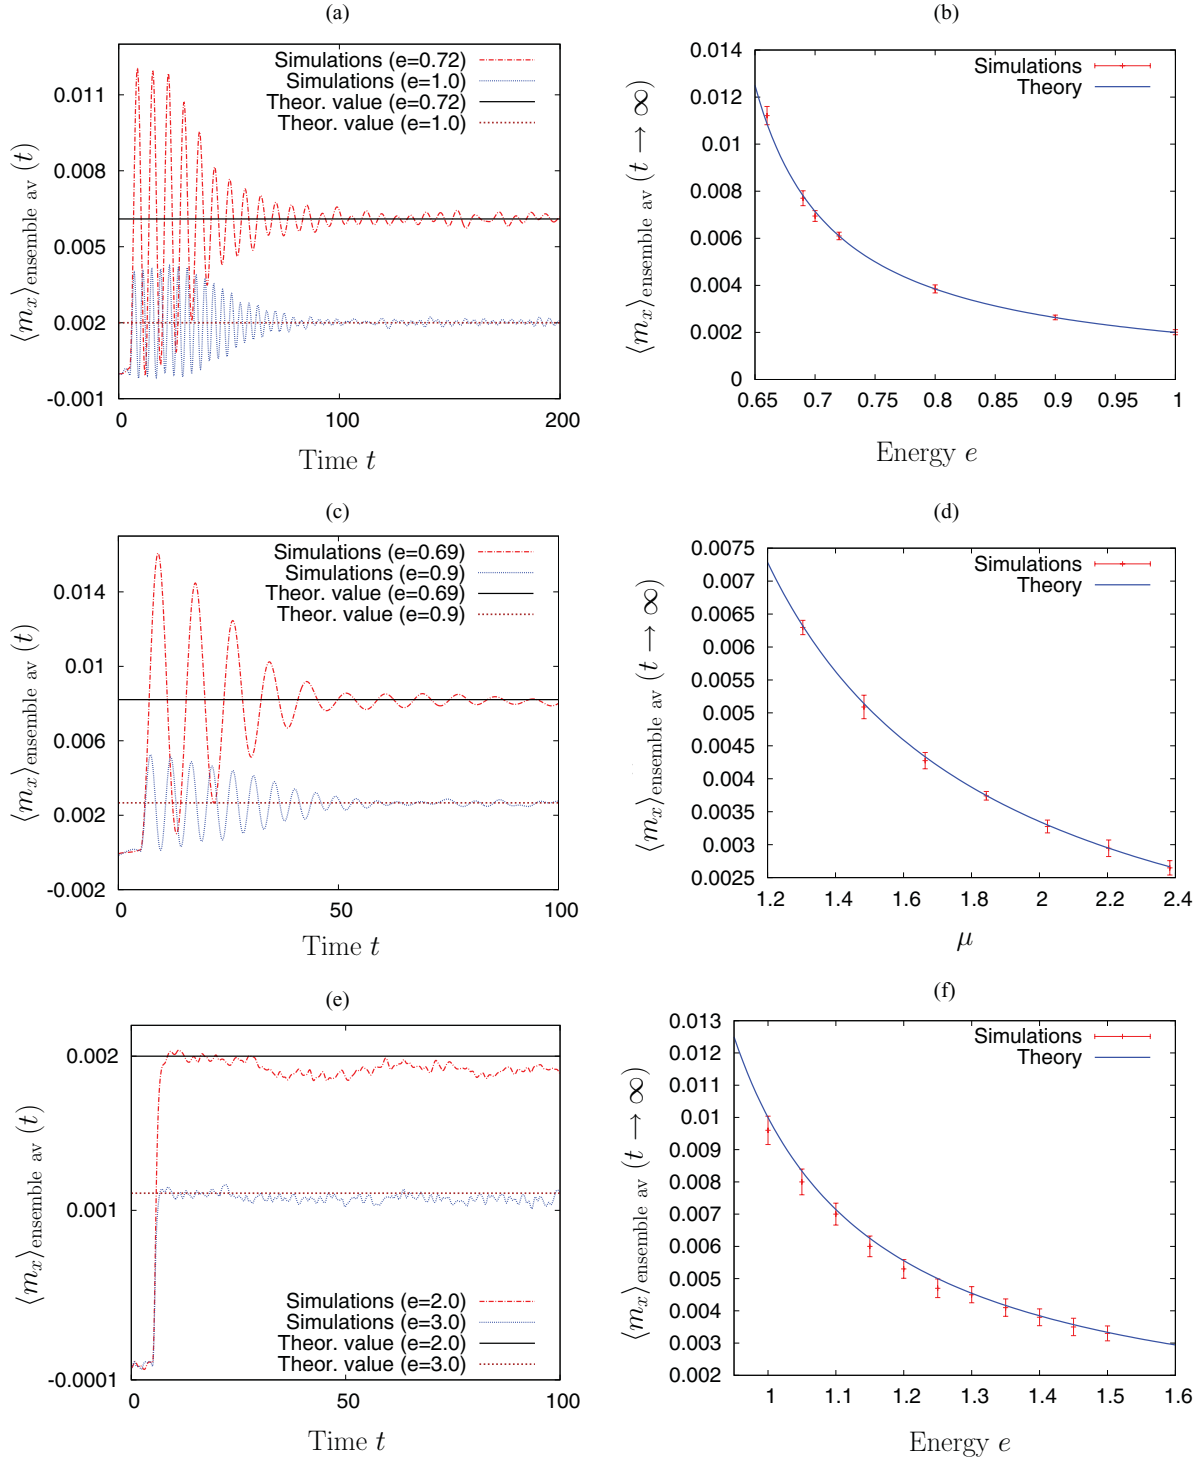 (a)
Simulations (e=0.72)
Simulations (e=1.0)
Theor. value (e=0.72)
Theor. value (e=1.0)
0.011
0.008
0.005
0.002
-0.001
0 100 200
⟨m_x⟩ensemble av (t)
Time t
(b)
Simulations
Theory
0.014
0.012
0.01
0.008
0.006
0.004
0.002
0
0.65 0.7 0.75 0.8 0.85 0.9 0.95 1
⟨m_x⟩ensemble av (t → ∞)
Energy e
(c)
Simulations (e=0.69)
Simulations (e=0.9)
Theor. value (e=0.69)
Theor. value (e=0.9)
0.014
0.01
0.006
0.002
-0.002
0 50 100
⟨m_x⟩ensemble av (t)
Time t
(d)
Simulations
Theory
0.0075
0.007
0.0065
0.006
0.0055
0.005
0.0045
0.004
0.0035
0.003
0.0025
1.2 1.4 1.6 1.8 2 2.2 2.4
⟨m_x⟩ensemble av (t → ∞)
μ
(e)
0.002
0.001
-0.0001
Simulations (e=2.0)
Simulations (e=3.0)
Theor. value (e=2.0)
Theor. value (e=3.0)
0 50 100
⟨m_x⟩ensemble av (t)
Time t
(f)
Simulations
Theory
0.013
0.012
0.011
0.01
0.009
0.008
0.007
0.006
0.005
0.004
0.003
0.002
1 1.1 1.2 1.3 1.4 1.5 1.6
⟨m_x⟩ensemble av (t → ∞)
Energy e